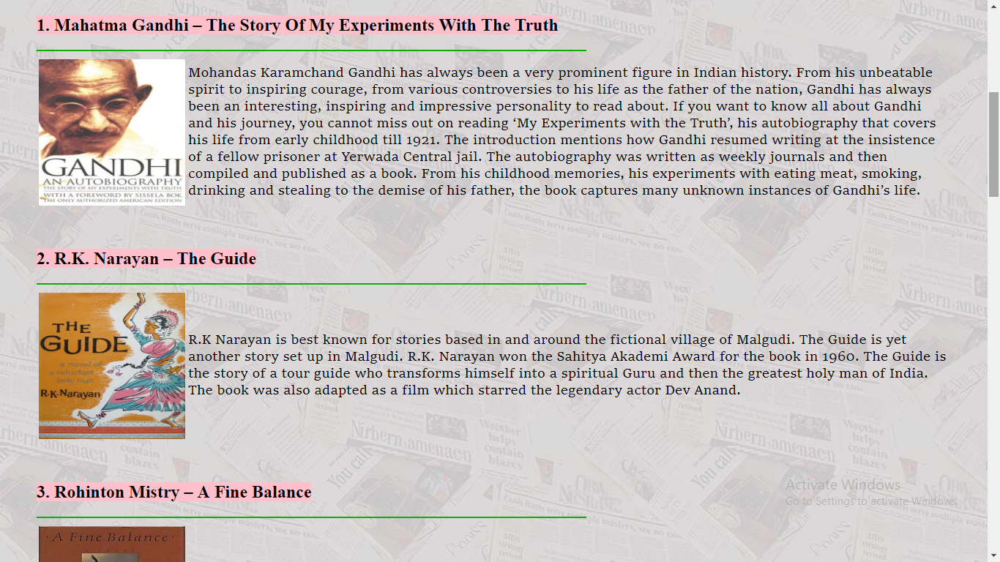 1. Mahatma Gandhi – The Story Of My Experiments With The Truth
GANDHI
AN AUTOBIOGRAPHY
THE STORY OF MY EXPERIMENTS WITH TRUTH
WITH A FOREWORD BY SISSELA BOK
THE ONLY AUTHORIZED AMERICAN EDITION
Mohandas Karamchand Gandhi has always been a very prominent figure in Indian history. From his unbeatable
spirit to inspiring courage, from various controversies to his life as the father of the nation, Gandhi has always
been an interesting, inspiring and impressive personality to read about. If you want to know all about Gandhi
and his journey, you cannot miss out on reading ‘My Experiments with the Truth’, his autobiography that covers
his life from early childhood till 1921. The introduction mentions how Gandhi resumed writing at the insistence
of a fellow prisoner at Yerwada Central jail. The autobiography was written as weekly journals and then
compiled and published as a book. From his childhood memories, his experiments with eating meat, smoking,
drinking and stealing to the demise of his father, the book captures many unknown instances of Gandhi’s life.
2. R.K. Narayan – The Guide
THE
GUIDE
a novel of
a reluctant
holy man
R·K·Narayan
R.K Narayan is best known for stories based in and around the fictional village of Malgudi. The Guide is yet
another story set up in Malgudi. R.K. Narayan won the Sahitya Akademi Award for the book in 1960. The Guide is
the story of a tour guide who transforms himself into a spiritual Guru and then the greatest holy man of India.
The book was also adapted as a film which starred the legendary actor Dev Anand.
3. Rohinton Mistry – A Fine Balance
· A Fine Balance ·
Activate Windows
Go to Settings to activate Windows.
Nirbern amenacn
You call
Wecher
helps
contain
blazes
AIDS
strategy
revised